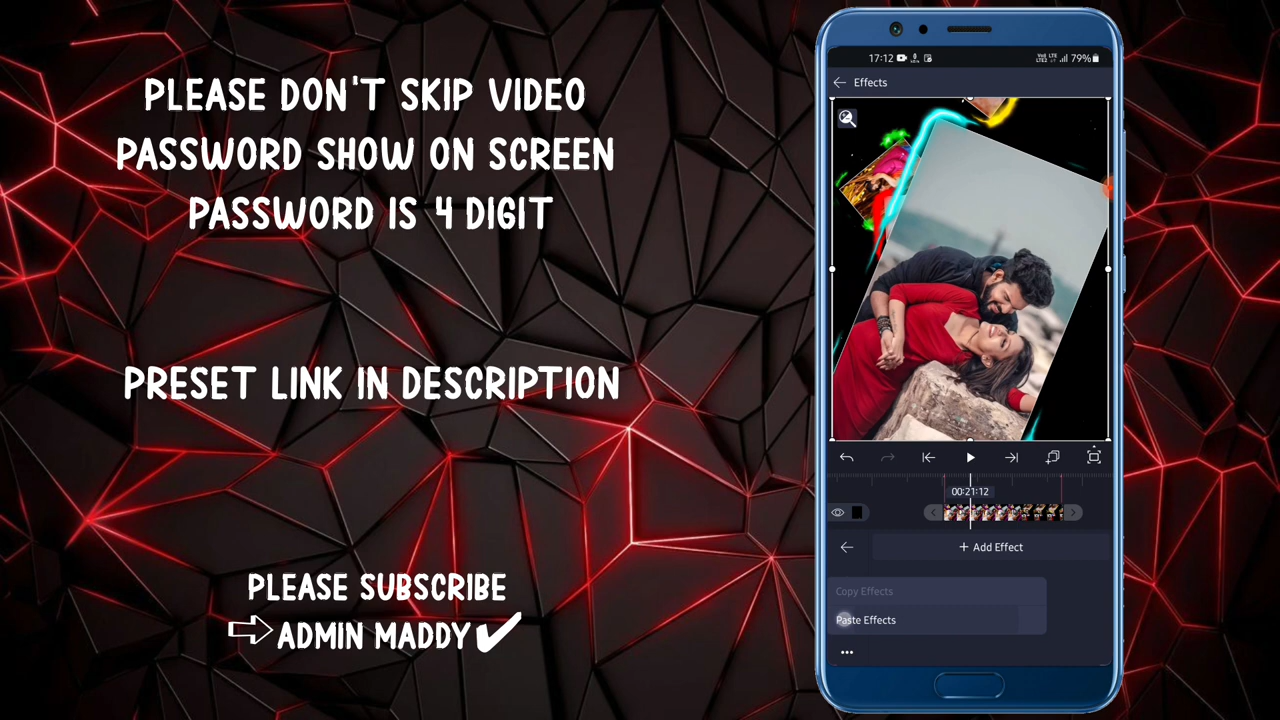 PLEASE DON'T SKIP VIDEO
PASSWORD SHOW ON SCREEN
PASSWORD IS 4 DIGIT
PRESET LINK IN DESCRIPTION
PLEASE SUBSCRIBE
ADMIN MADDY
17:12
79%
Effects
00:21:12
+ Add Effect
Copy Effects
Paste Effects